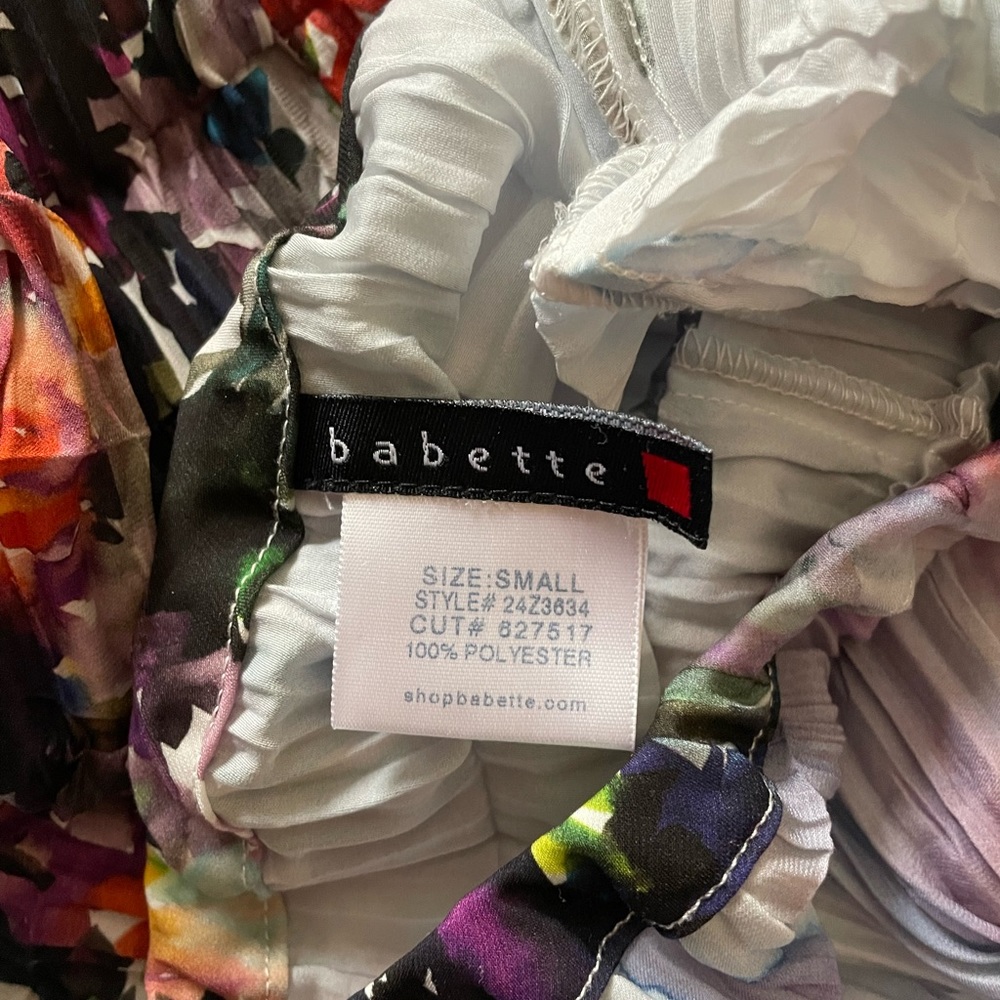 babette
SIZE:SMALL
STYLE# 24Z3634
CUT# 627517
100% POLYESTER
shopbabette.com